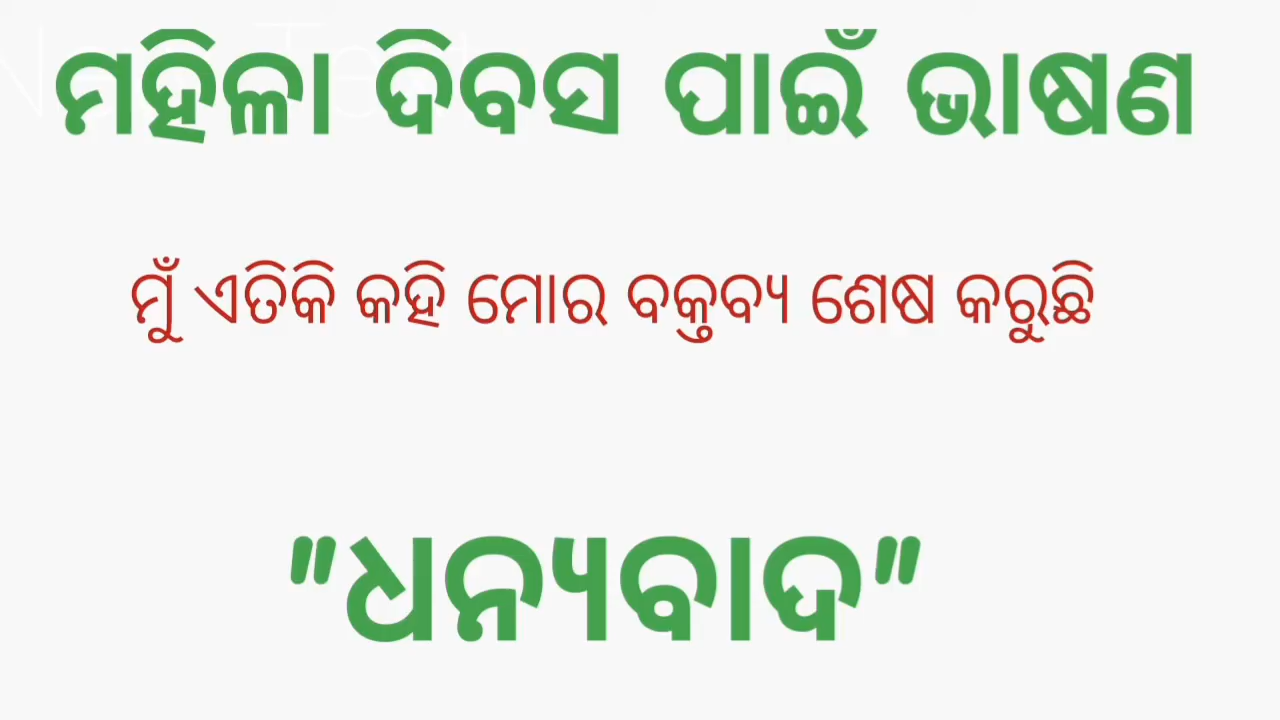 ମହିଳା ଦିବସ ପାଇଁ ଭାଷଣ
ମୁଁ ଏତିକି କହି ମୋର ବକ୍ତବ୍ୟ ଶେଷ କରୁଛି
"ଧନ୍ୟବାଦ"